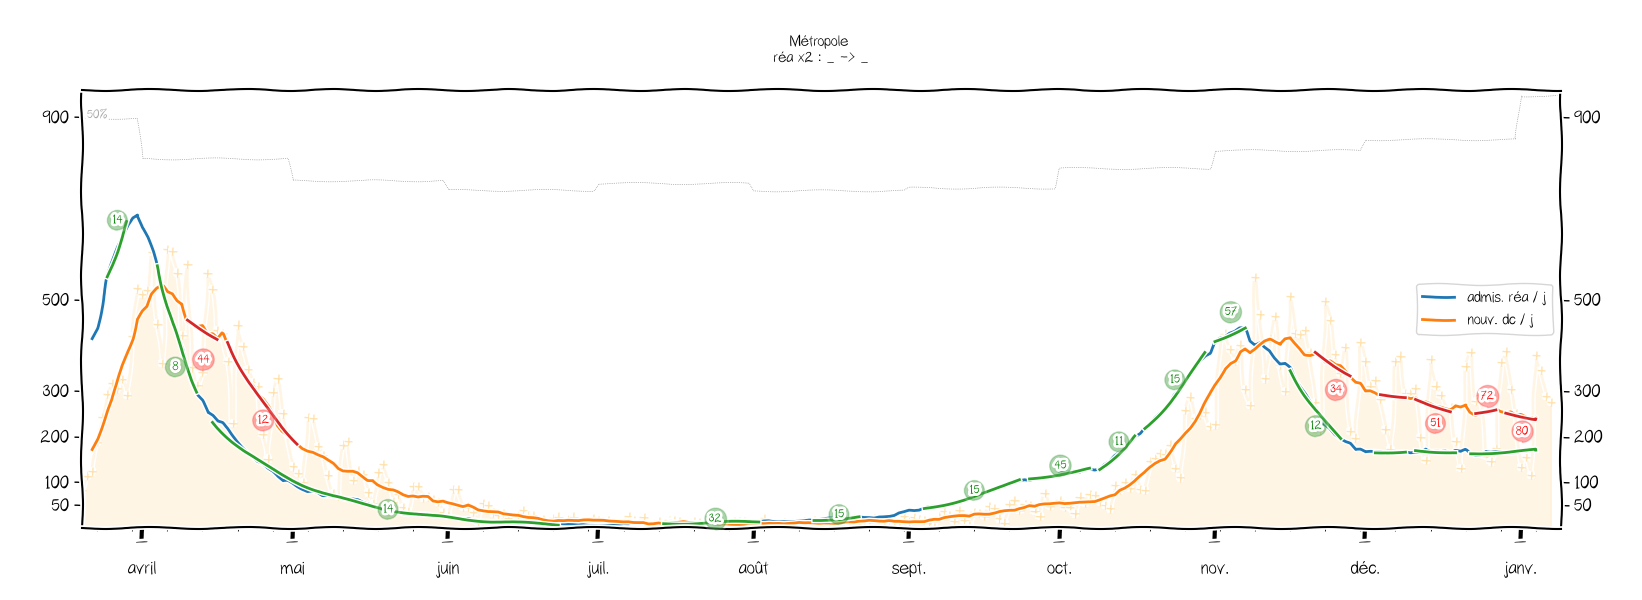 Métropole
réa x2 : _ -> _
50%
900
500
300
200
100
50
900
500
300
200
100
50
14
8
44
12
14
32
15
15
45
11
15
57
12
34
51
72
80
admis. réa / j
nouv. dc / j
avril
mai
juin
juil.
août
sept.
oct.
nov.
déc.
janv.